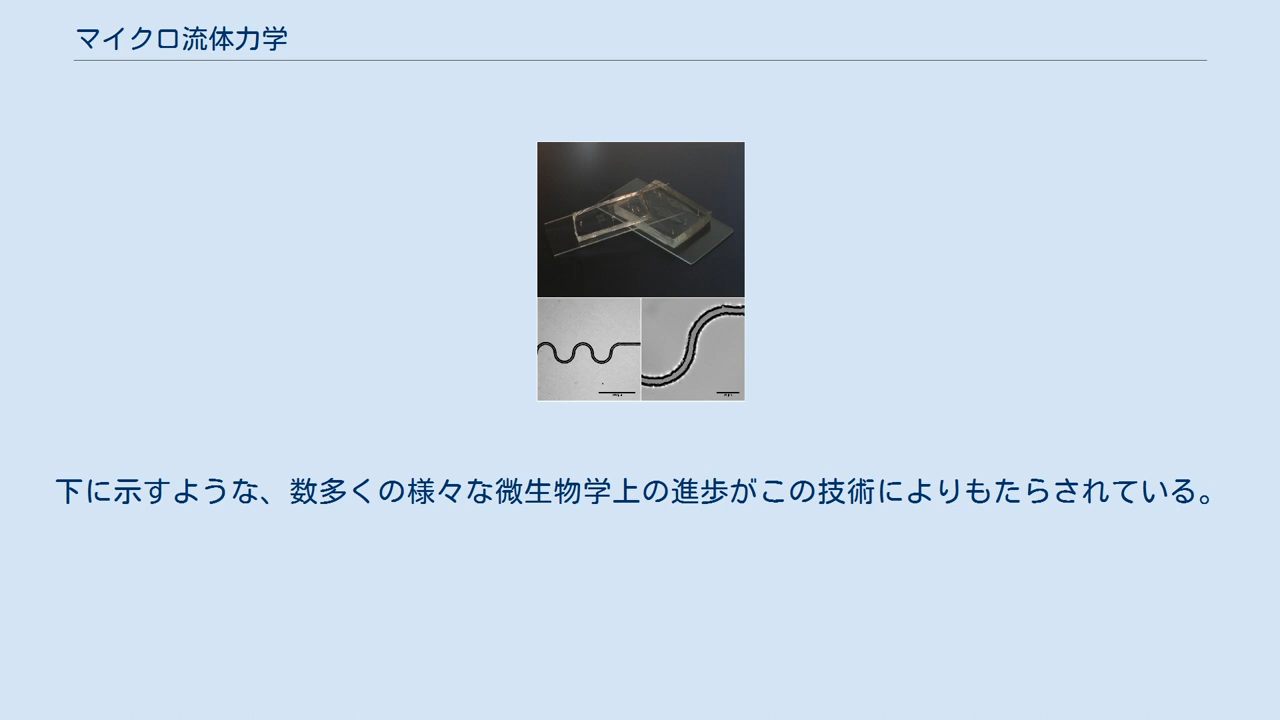 マイクロ流体力学
下に示すような、数多くの様々な微生物学上の進歩がこの技術によりもたらされている。